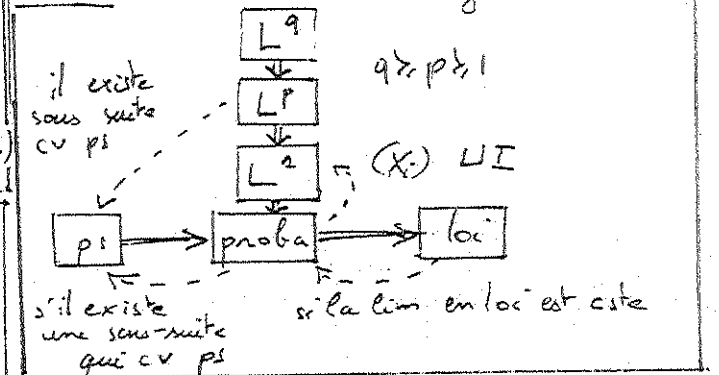 L^q
q ≥ p ≥ 1
il existe
sous suite
cv ps
L^p
L^1
(X_i) UI
ps
proba
loi
s'il existe
une sous-suite
qui cv ps
si la lim en loi est cste